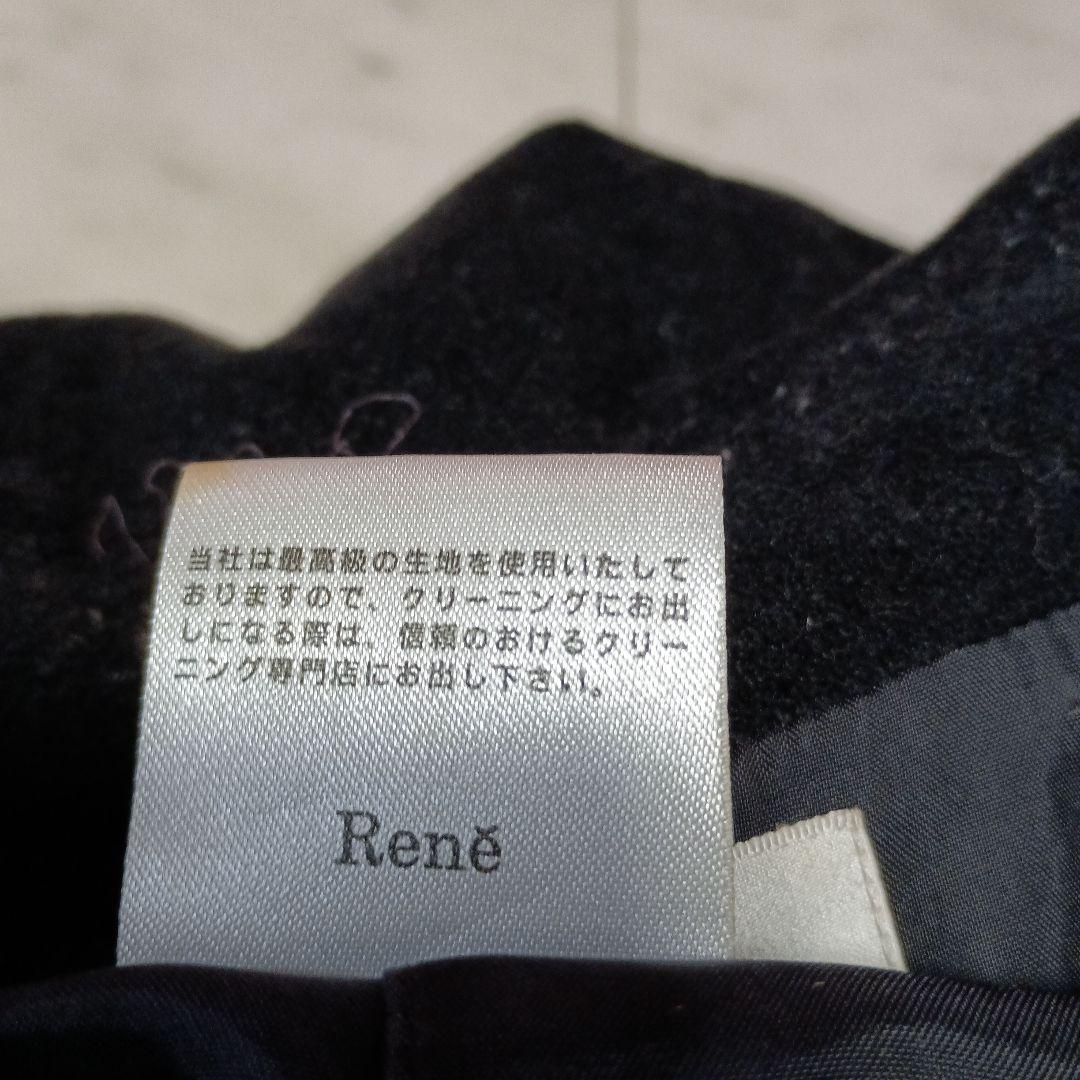 当社は最高級の生地を使用いたして
おりますので、クリーニングにお出
しになる際は、信頼のおけるクリー
ニング専門店にお出し下さい。
Reně